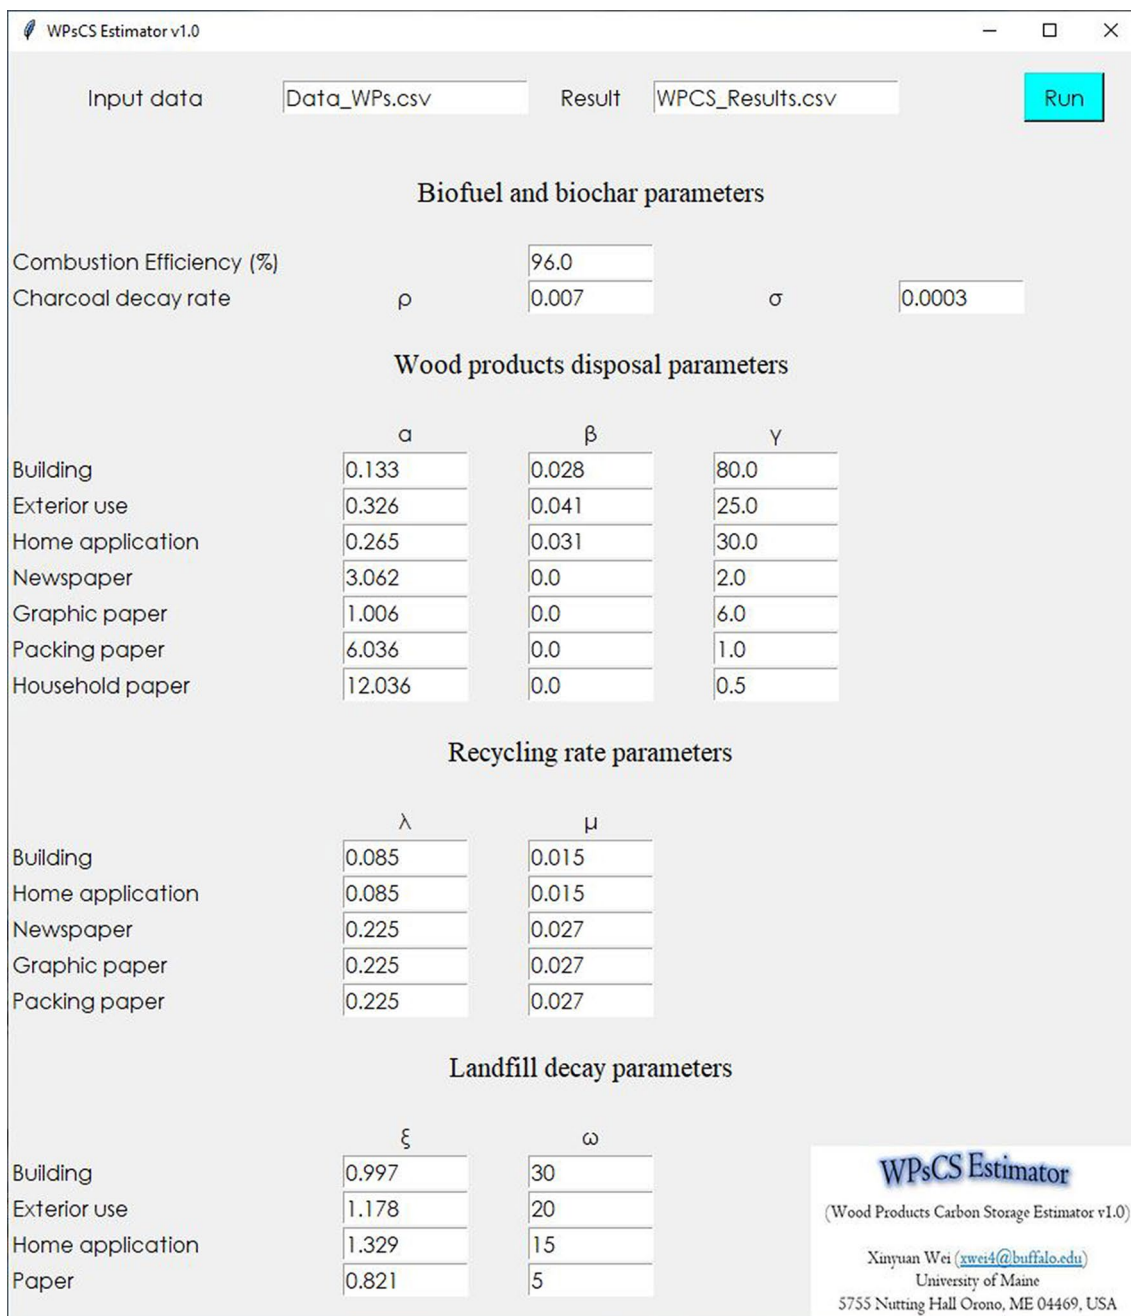 WPsCS Estimator v1.0
Input data Data_WPs.csv Result WPCS_Results.csv Run
Biofuel and biochar parameters
Combustion Efficiency (%) 96.0
Charcoal decay rate ρ 0.007 σ 0.0003
Wood products disposal parameters
α β γ
Building 0.133 0.028 80.0
Exterior use 0.326 0.041 25.0
Home application 0.265 0.031 30.0
Newspaper 3.062 0.0 2.0
Graphic paper 1.006 0.0 6.0
Packing paper 6.036 0.0 1.0
Household paper 12.036 0.0 0.5
Recycling rate parameters
λ μ
Building 0.085 0.015
Home application 0.085 0.015
Newspaper 0.225 0.027
Graphic paper 0.225 0.027
Packing paper 0.225 0.027
Landfill decay parameters
ξ ω
Building 0.997 30
Exterior use 1.178 20
Home application 1.329 15
Paper 0.821 5
WPsCS Estimator
(Wood Products Carbon Storage Estimator v1.0)
Xinyuan Wei (xwei4@buffalo.edu)
University of Maine
5755 Nutting Hall Orono, ME 04469, USA